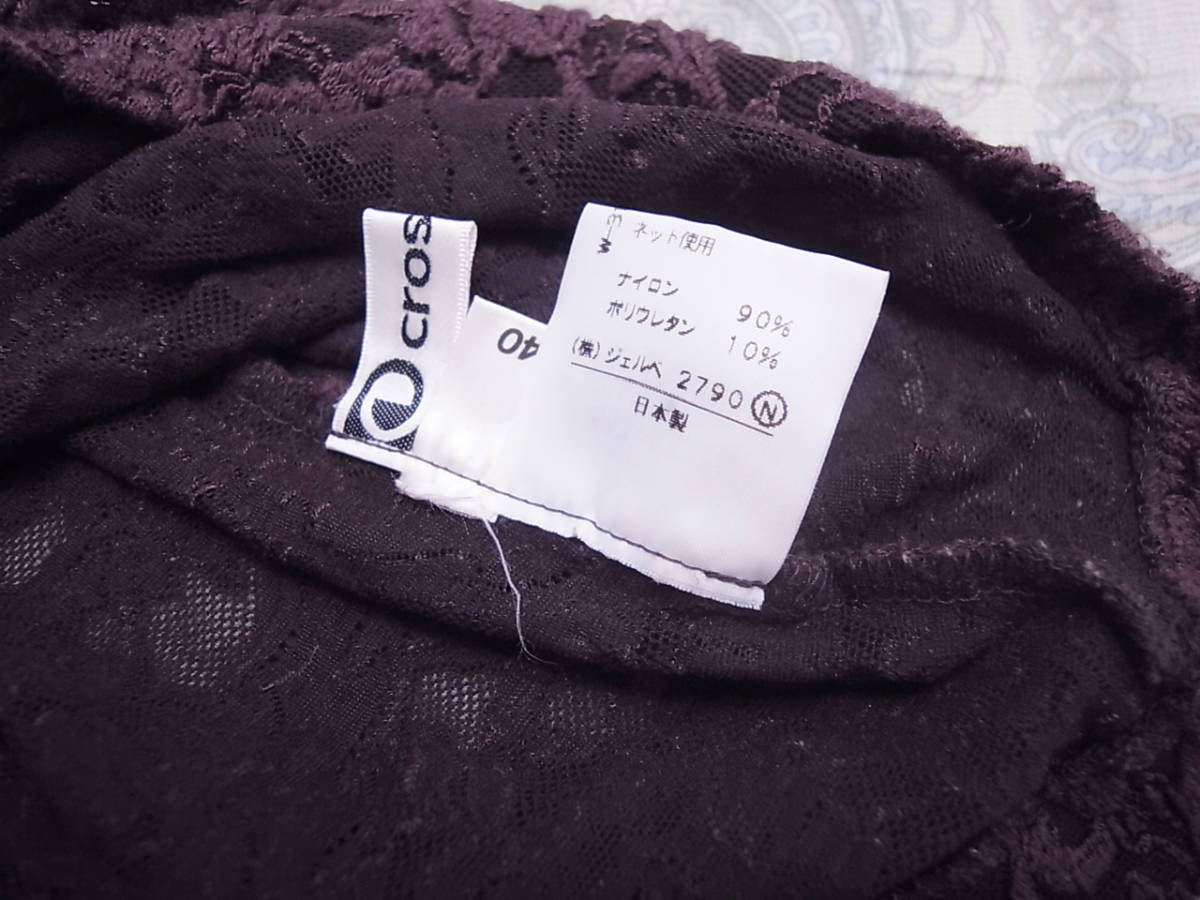 cros
40
ネット使用
ナイロン 90%
ポリウレタン 10%
(株)ジェルベ 2790 N
日本製